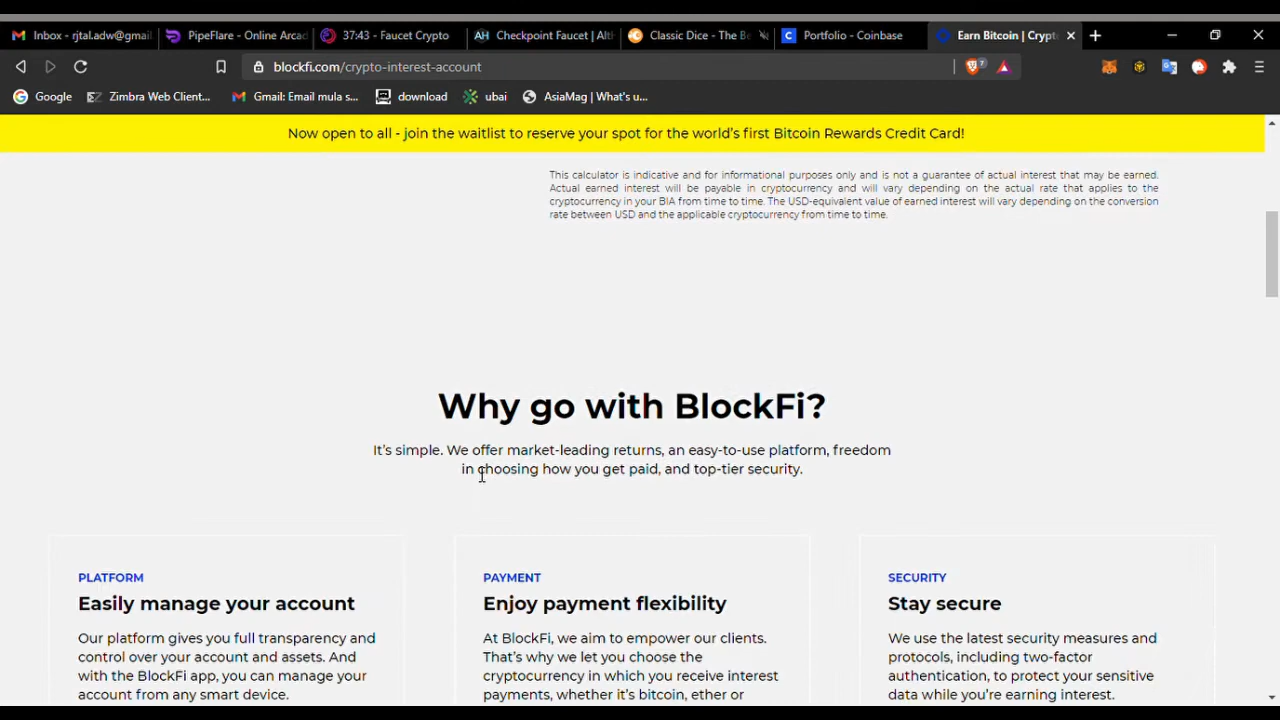 Inbox - rjtal.adw@gmail
PipeFlare - Online Arcad
37:43 - Faucet Crypto
Checkpoint Faucet | Alth
Classic Dice - The Be
Portfolio - Coinbase
Earn Bitcoin | Crypto
blockfi.com/crypto-interest-account
7
Google
Zimbra Web Client...
Gmail: Email mula s...
download
ubai
AsiaMag | What's u...
Now open to all - join the waitlist to reserve your spot for the world's first Bitcoin Rewards Credit Card!
This calculator is indicative and for informational purposes only and is not a guarantee of actual interest that may be earned.
Actual earned interest will be payable in cryptocurrency and will vary depending on the actual rate that applies to the
cryptocurrency in your BIA from time to time. The USD-equivalent value of earned interest will vary depending on the conversion
rate between USD and the applicable cryptocurrency from time to time.
Why go with BlockFi?
It's simple. We offer market-leading returns, an easy-to-use platform, freedom
in choosing how you get paid, and top-tier security.
PLATFORM
Easily manage your account
Our platform gives you full transparency and
control over your account and assets. And
with the BlockFi app, you can manage your
account from any smart device.
PAYMENT
Enjoy payment flexibility
At BlockFi, we aim to empower our clients.
That's why we let you choose the
cryptocurrency in which you receive interest
payments, whether it's bitcoin, ether or
SECURITY
Stay secure
We use the latest security measures and
protocols, including two-factor
authentication, to protect your sensitive
data while you're earning interest.